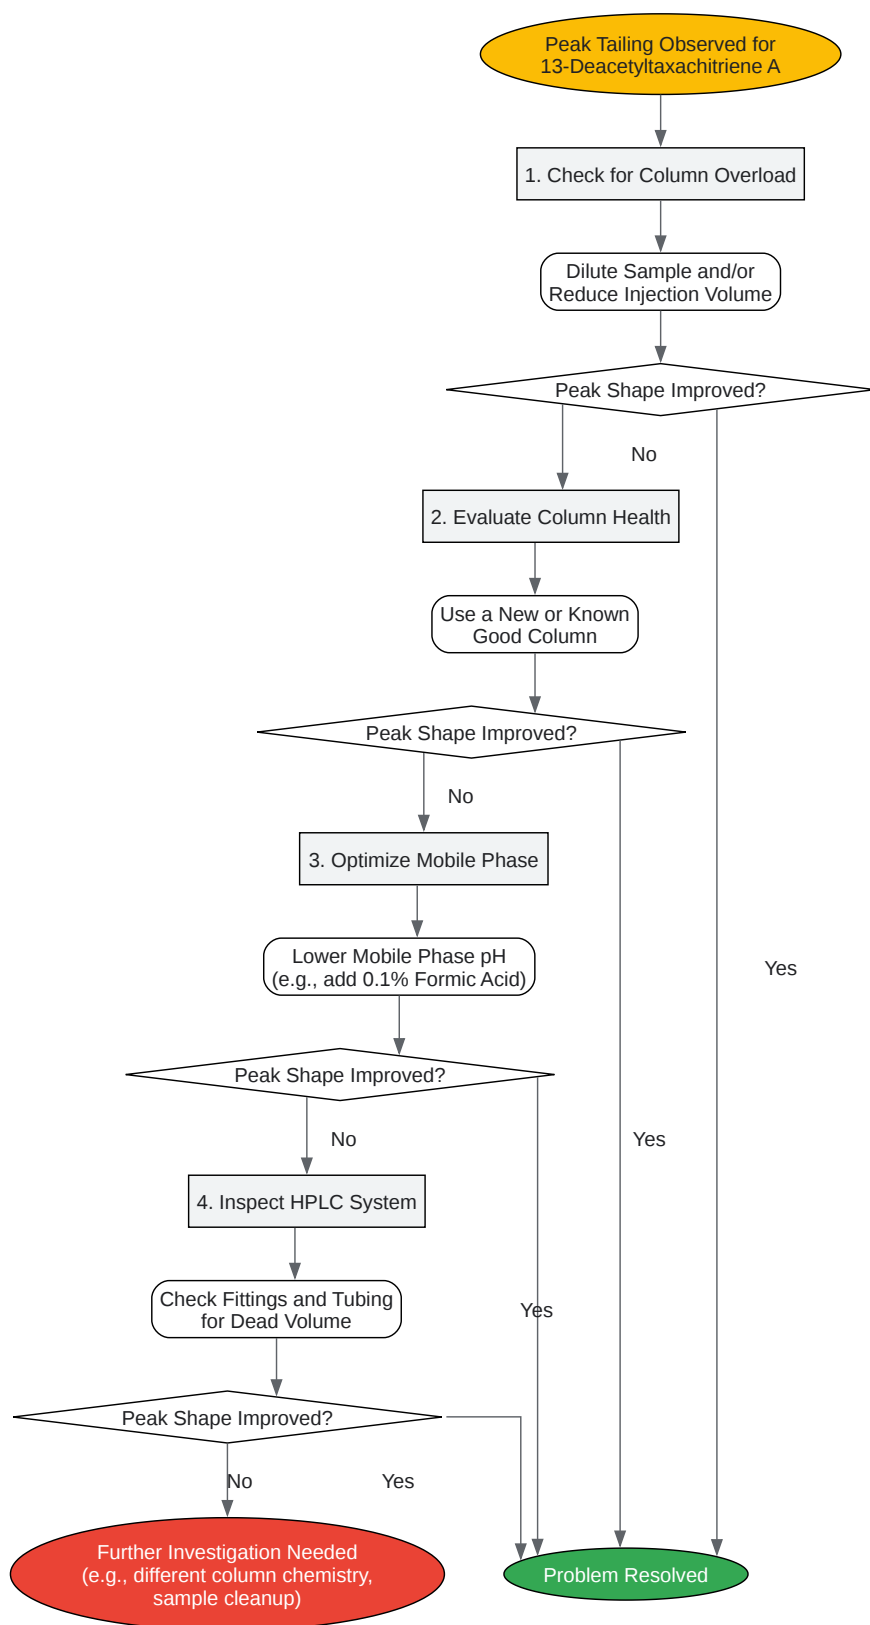 Peak Tailing Observed for
13-Deacetyltaxachitriene A
1. Check for Column Overload
Dilute Sample and/or
Reduce Injection Volume
Peak Shape Improved?
No
2. Evaluate Column Health
Use a New or Known
Good Column
Peak Shape Improved?
No
3. Optimize Mobile Phase
Lower Mobile Phase pH
(e.g., add 0.1% Formic Acid)
Yes
Peak Shape Improved?
No
Yes
4. Inspect HPLC System
Check Fittings and Tubing
for Dead Volume
Yes
Peak Shape Improved?
No
Yes
Further Investigation Needed
(e.g., different column chemistry,
sample cleanup)
Problem Resolved